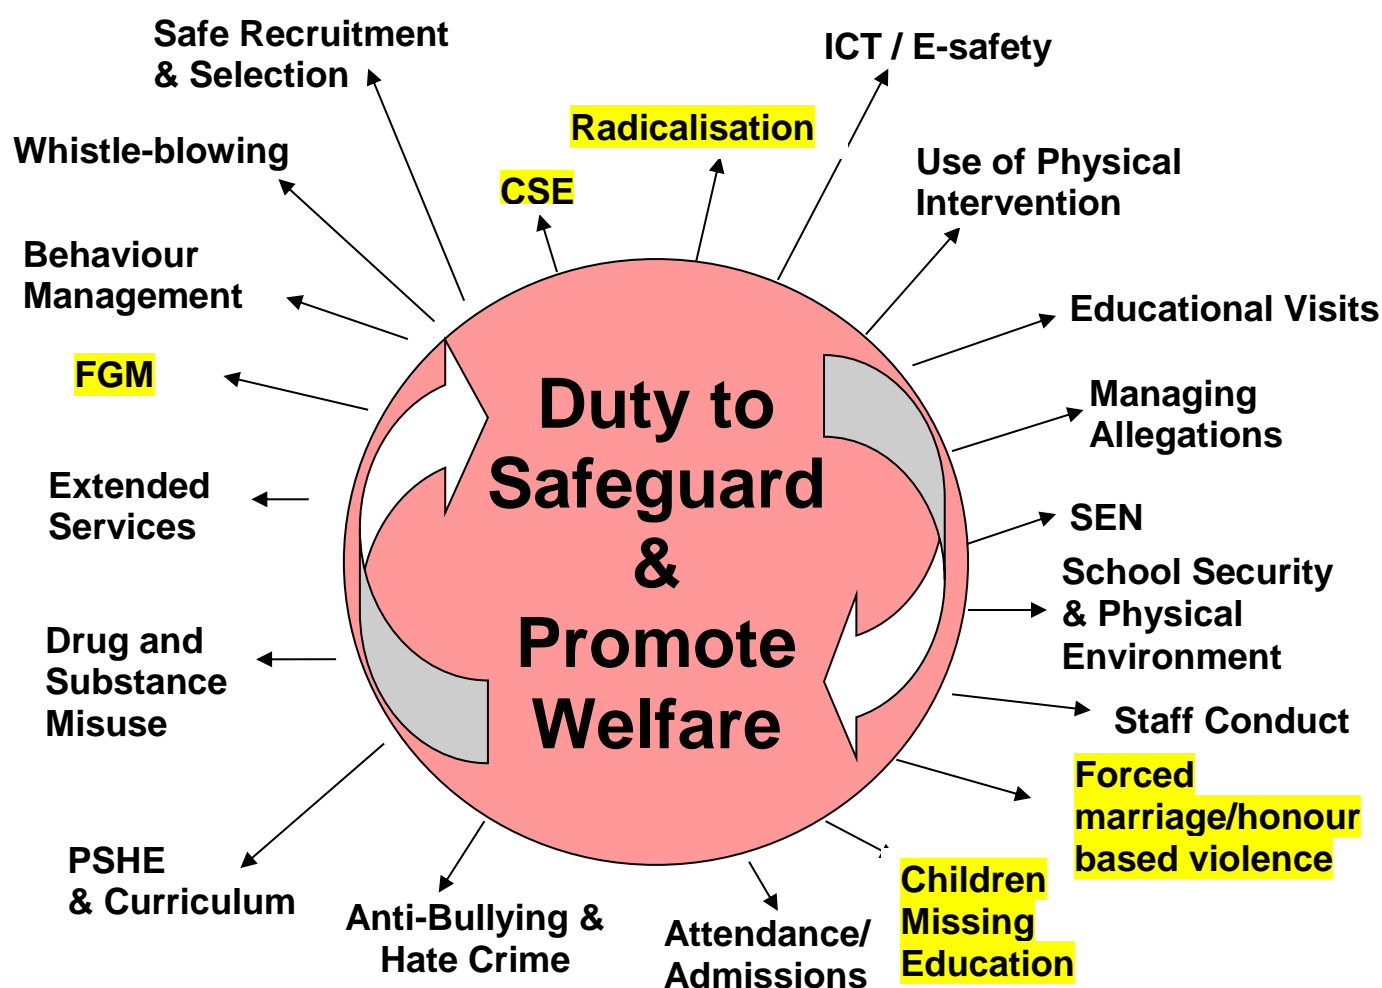 Safe Recruitment
& Selection
ICT / E-safety
Radicalisation
Whistle-blowing
CSE
Use of Physical
Intervention
Behaviour
Management
Educational Visits
FGM
Managing
Allegations
Duty to
Safeguard
&
Promote
Welfare
Extended
Services
SEN
School Security
& Physical
Environment
Drug and
Substance
Misuse
Staff Conduct
Forced
marriage/honour
based violence
PSHE
& Curriculum
Anti-Bullying &
Hate Crime
Attendance/
Admissions
Children
Missing
Education